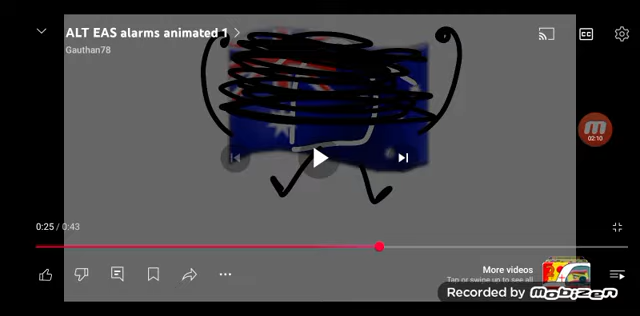 ALT EAS alarms animated 1
Gauthan78
CC
M
02:10
0:25 / 0:43
More videos
Tap or swipe up to see all
Recorded by MOBIZEN